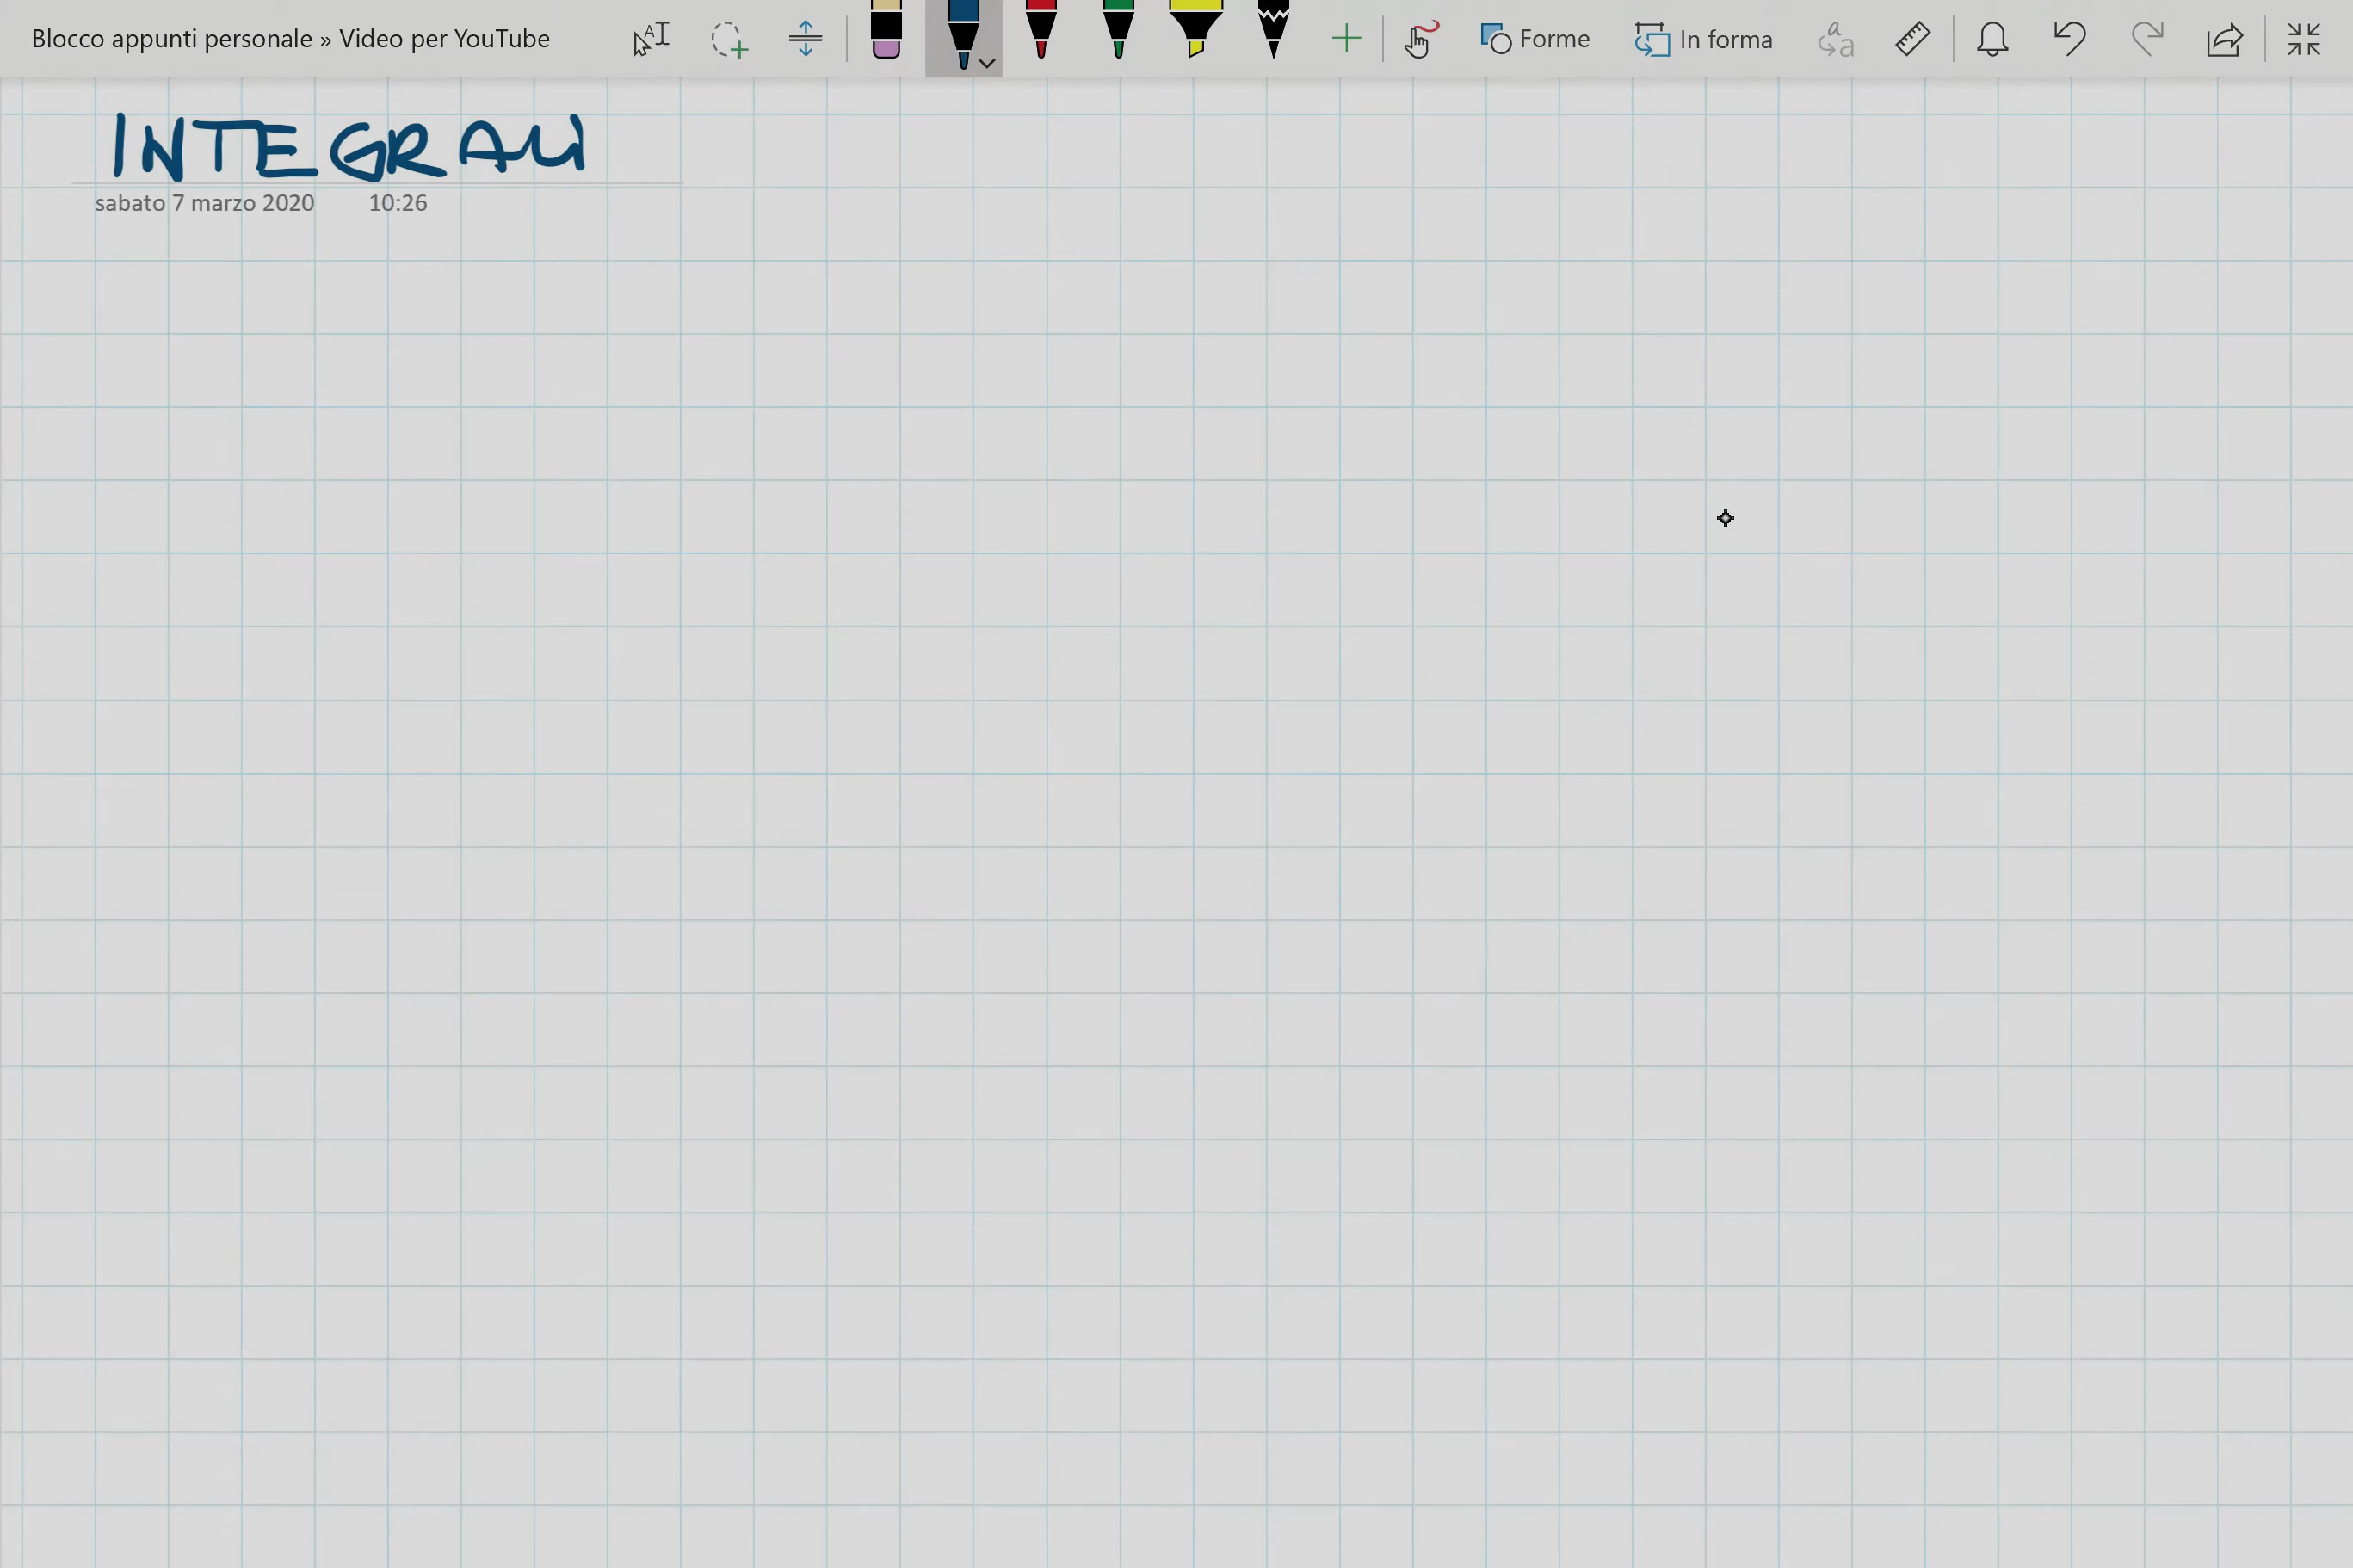 Blocco appunti personale » Video per YouTube
Forme
In forma
INTEGRALI
sabato 7 marzo 2020 10:26